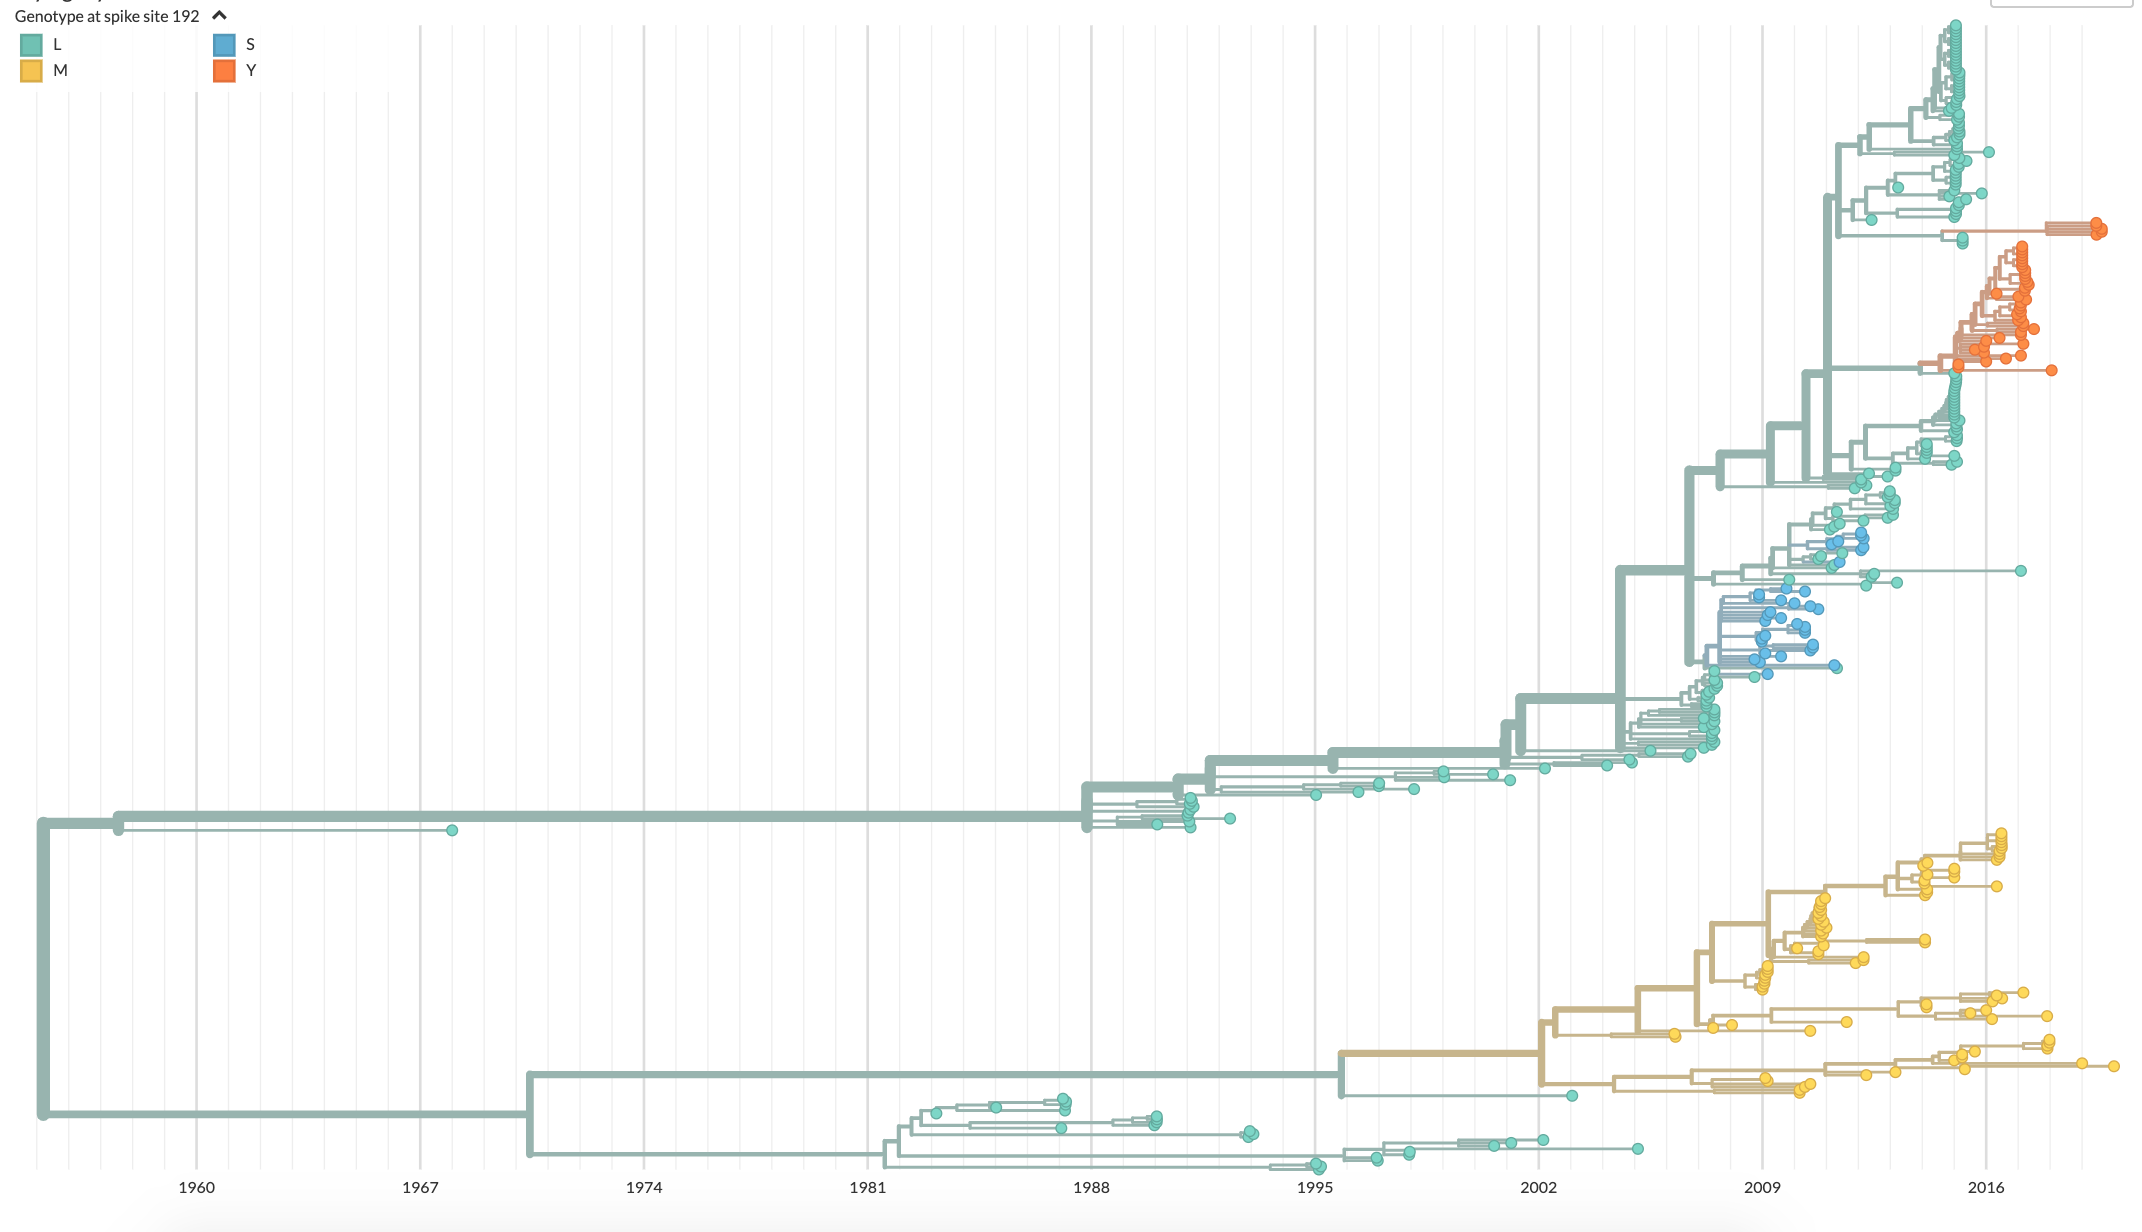 Genotype at spike site 192
L S
M Y
1960 1967 1974 1981 1988 1995 2002 2009 2016